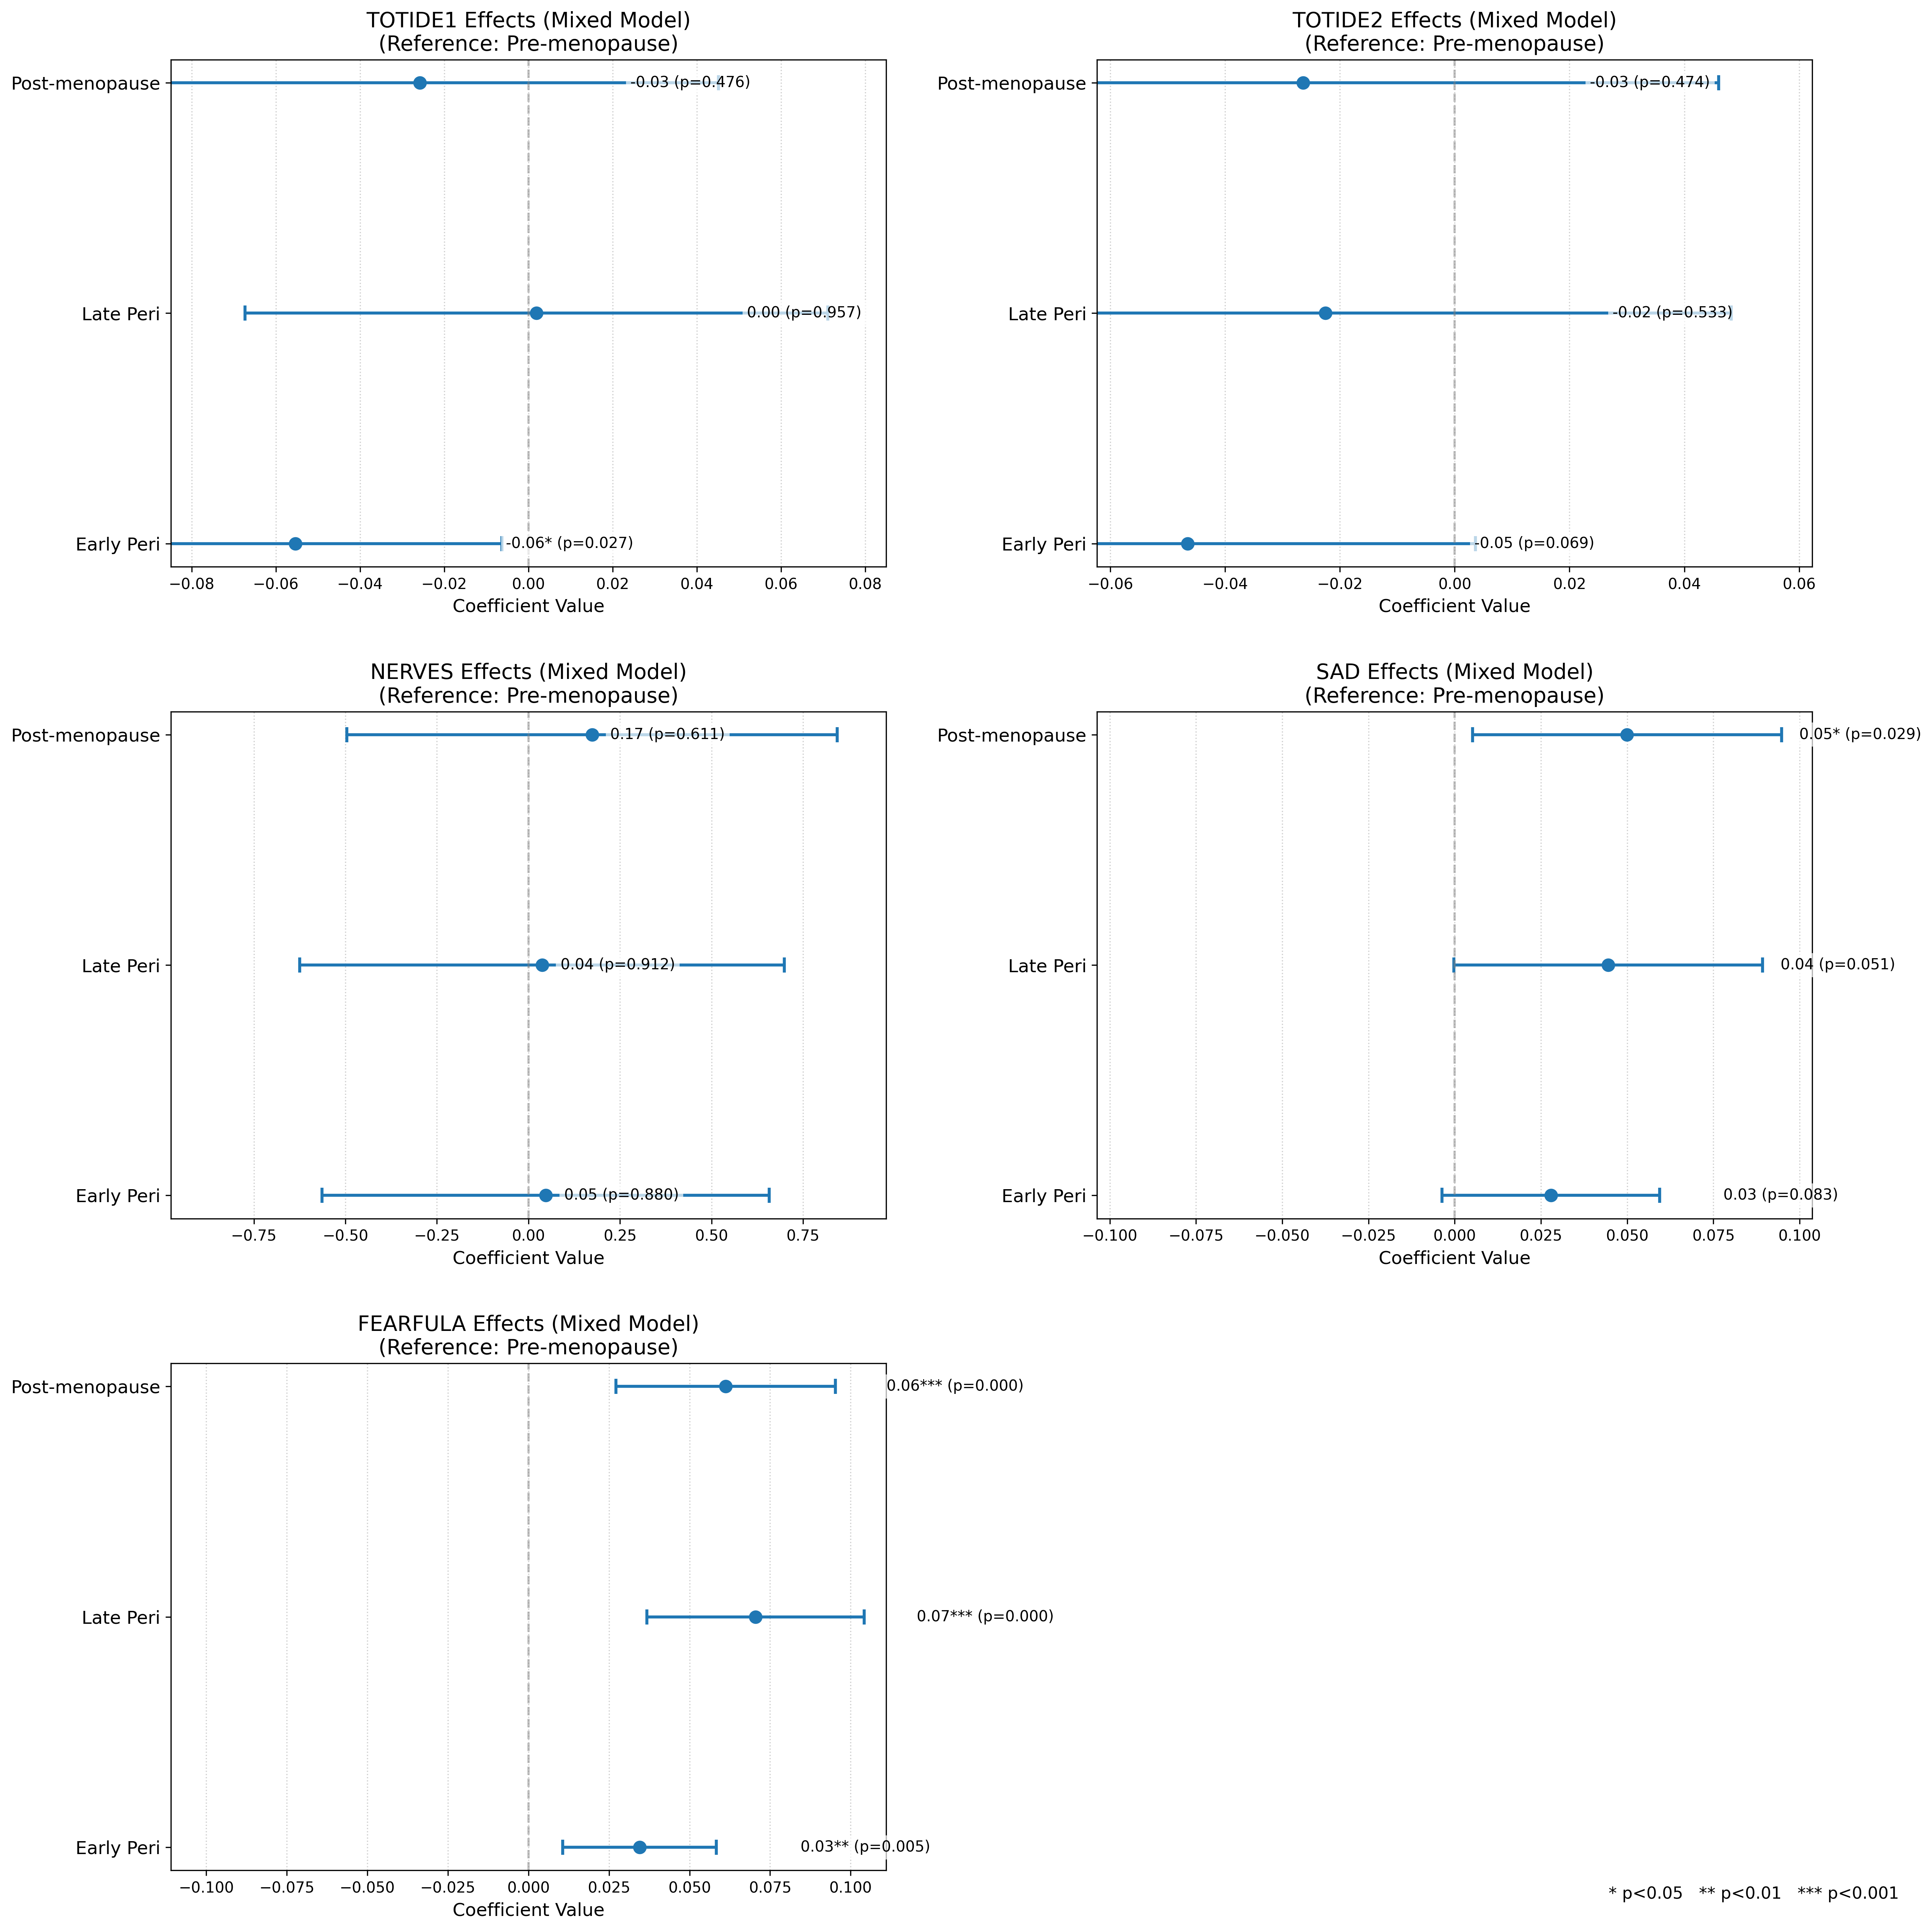 TOTIDE1 Effects (Mixed Model)
(Reference: Pre-menopause)
Post-menopause
-0.03 (p=0.476)
Late Peri
0.00 (p=0.957)
Early Peri
-0.06* (p=0.027)
−0.08 −0.06 −0.04 −0.02 0.00 0.02 0.04 0.06 0.08
Coefficient Value
TOTIDE2 Effects (Mixed Model)
(Reference: Pre-menopause)
Post-menopause
-0.03 (p=0.474)
Late Peri
-0.02 (p=0.533)
Early Peri
-0.05 (p=0.069)
−0.06 −0.04 −0.02 0.00 0.02 0.04 0.06
Coefficient Value
NERVES Effects (Mixed Model)
(Reference: Pre-menopause)
Post-menopause
0.17 (p=0.611)
Late Peri
0.04 (p=0.912)
Early Peri
0.05 (p=0.880)
−0.75 −0.50 −0.25 0.00 0.25 0.50 0.75
Coefficient Value
SAD Effects (Mixed Model)
(Reference: Pre-menopause)
Post-menopause
0.05* (p=0.029)
Late Peri
0.04 (p=0.051)
Early Peri
0.03 (p=0.083)
−0.100 −0.075 −0.050 −0.025 0.000 0.025 0.050 0.075 0.100
Coefficient Value
FEARFULA Effects (Mixed Model)
(Reference: Pre-menopause)
Post-menopause
0.06*** (p=0.000)
Late Peri
0.07*** (p=0.000)
Early Peri
0.03** (p=0.005)
−0.100 −0.075 −0.050 −0.025 0.000 0.025 0.050 0.075 0.100
Coefficient Value
* p<0.05 ** p<0.01 *** p<0.001